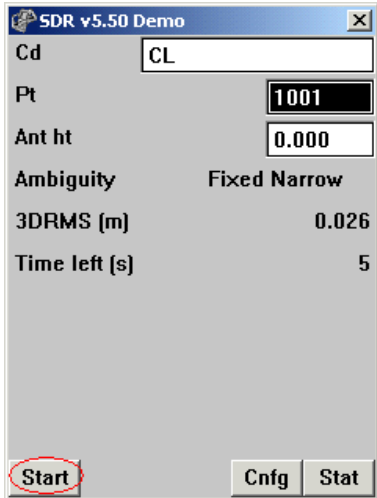 SDR v5.50 Demo
Cd CL
Pt 1001
Ant ht 0.000
Ambiguity Fixed Narrow
3DRMS (m) 0.026
Time left (s) 5
Start Cnfg Stat